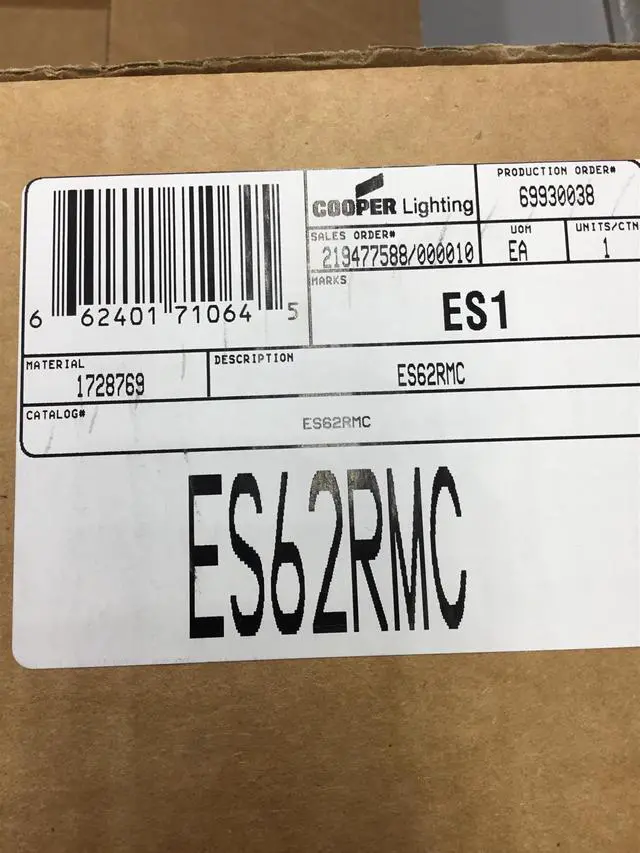 6 62401 71064 5
COOPER Lighting
PRODUCTION ORDER#
69930038
SALES ORDER#
219477588/000010
UOM
EA
UNITS/CTN
1
MARKS
ES1
MATERIAL
1728769
DESCRIPTION
ES62RMC
CATALOG#
ES62RMC
ES62RMC